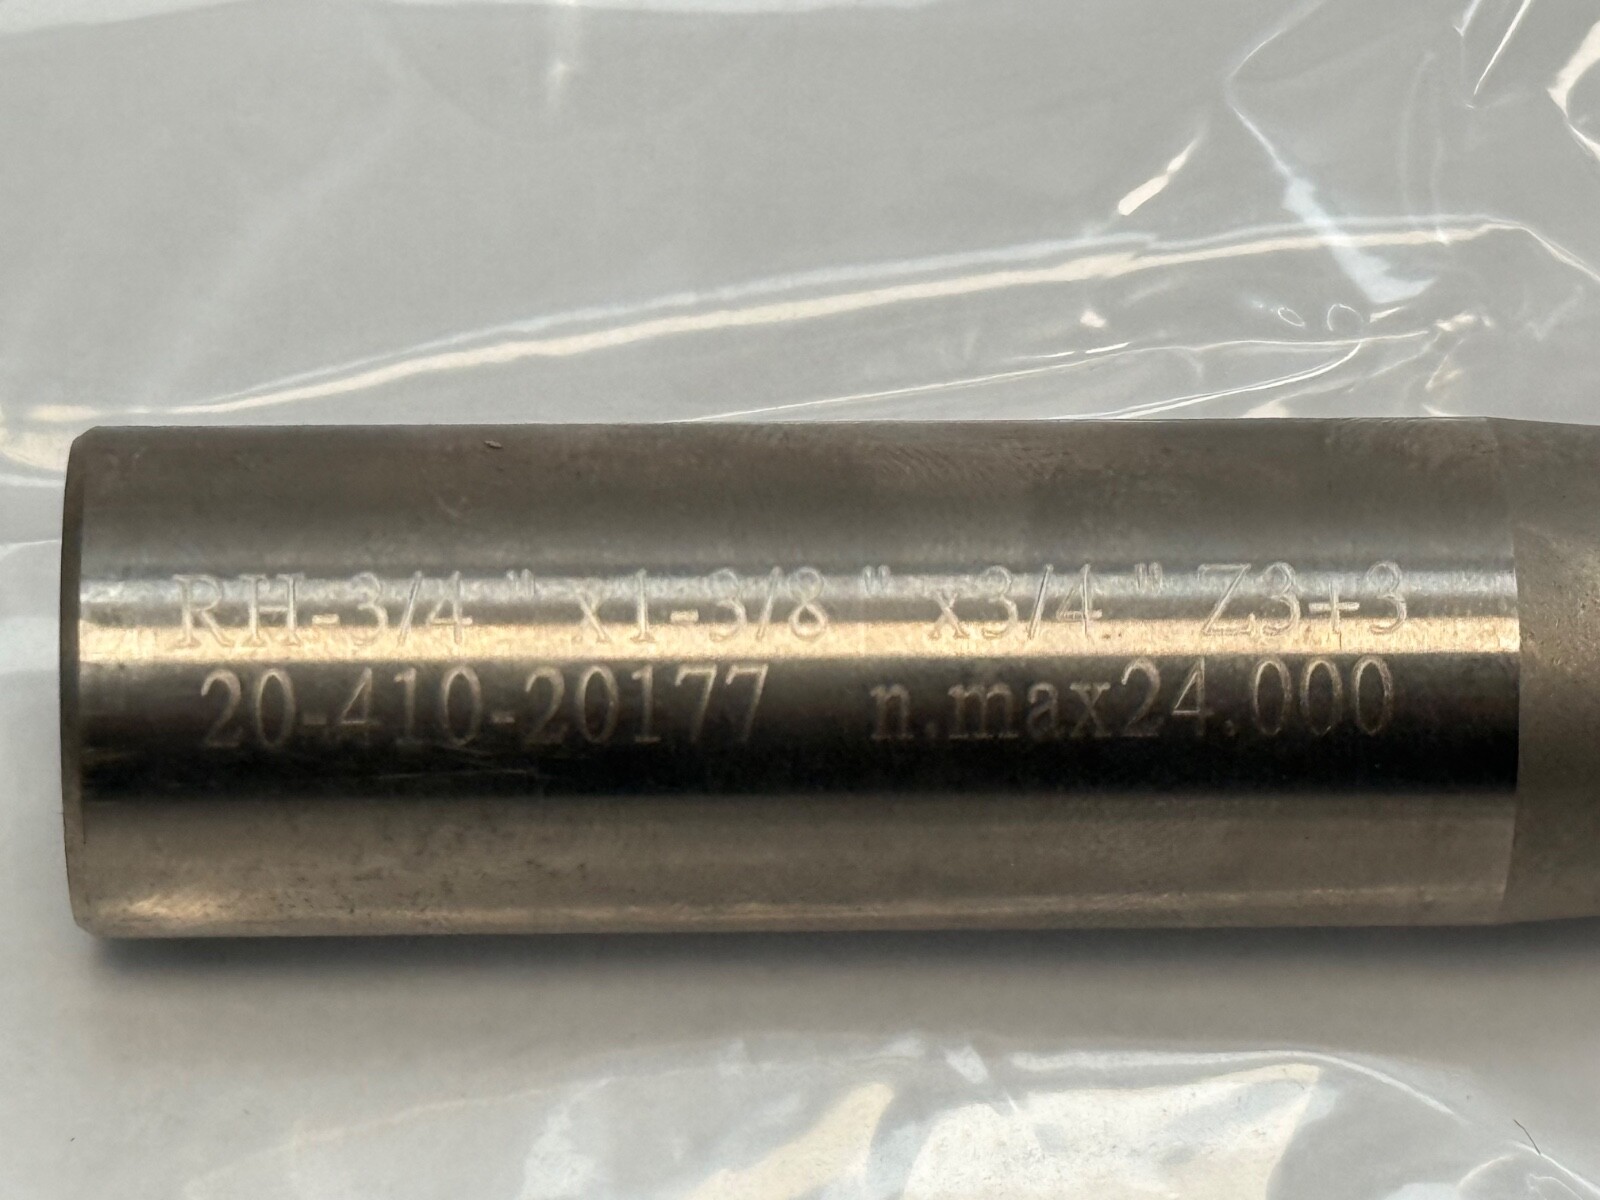 RH-3/4 " x1-3/8 " x3/4 " Z3+3
20-410-20177 n.max24.000